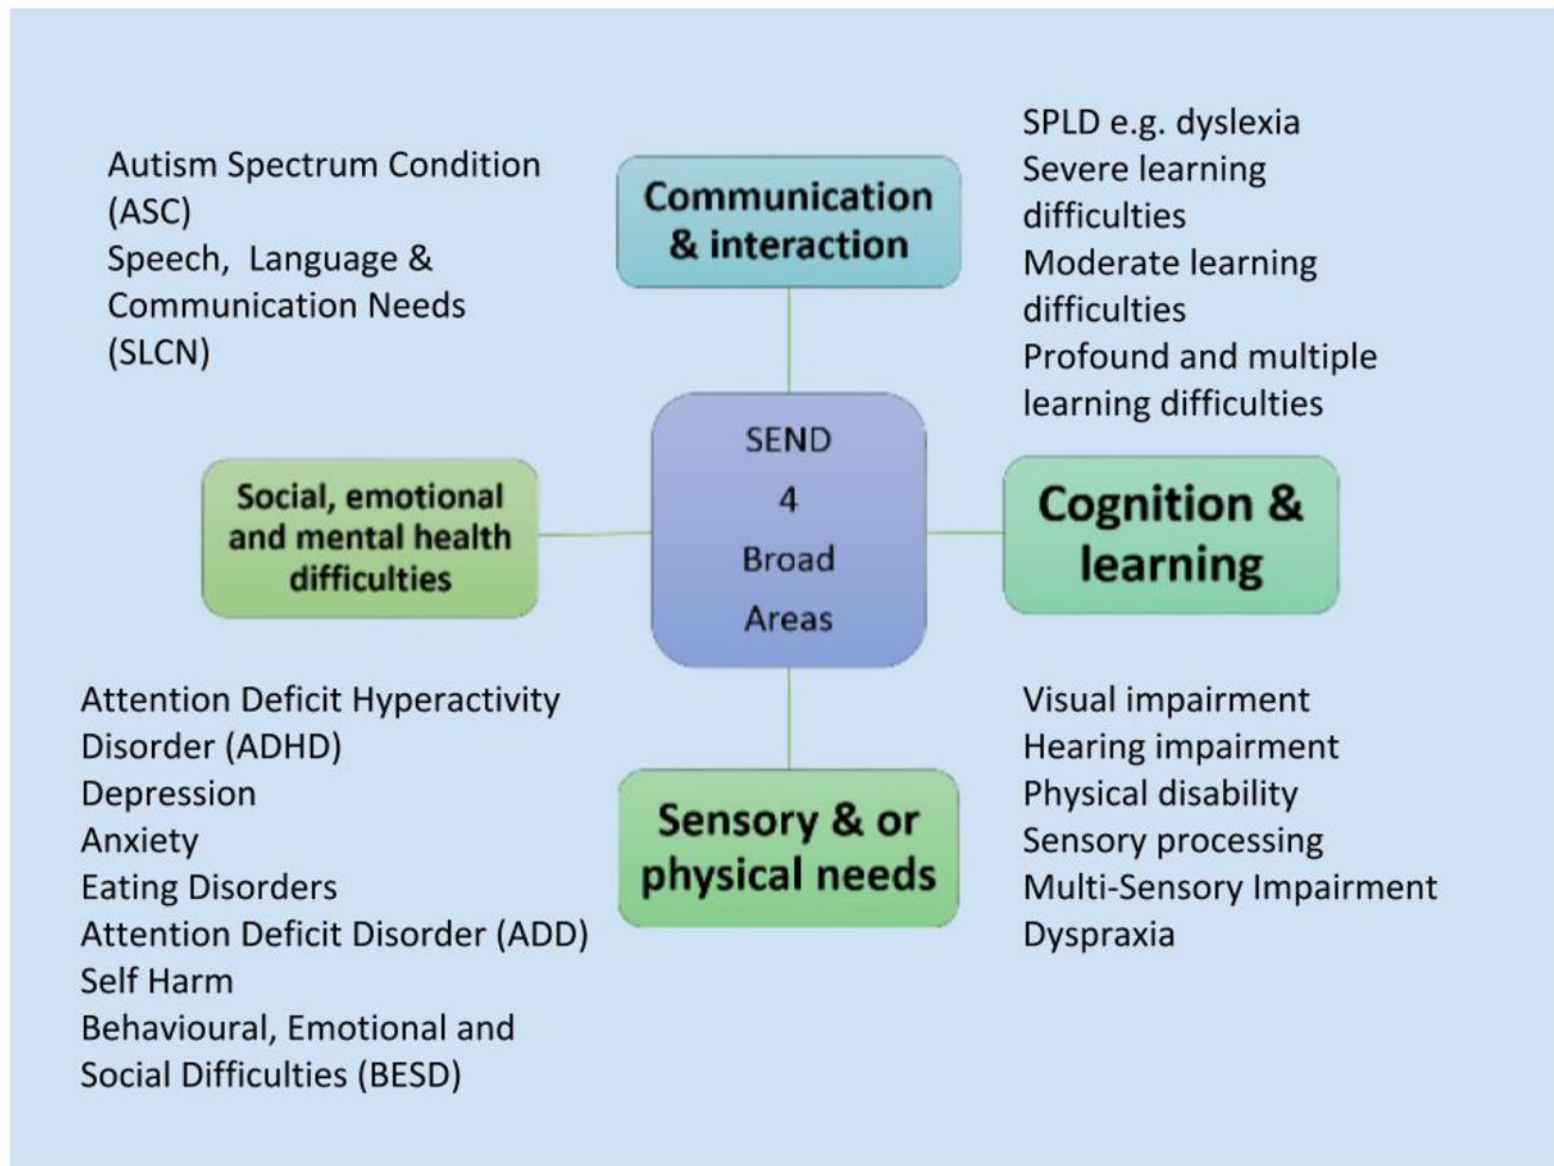 Autism Spectrum Condition
(ASC)
Speech,  Language &
Communication Needs
(SLCN)
Communication
& interaction
SPLD e.g. dyslexia
Severe learning
difficulties
Moderate learning
difficulties
Profound and multiple
learning difficulties
Social, emotional
and mental health
difficulties
SEND
4
Broad
Areas
Cognition &
learning
Attention Deficit Hyperactivity
Disorder (ADHD)
Depression
Anxiety
Eating Disorders
Attention Deficit Disorder (ADD)
Self Harm
Behavioural, Emotional and
Social Difficulties (BESD)
Sensory & or
physical needs
Visual impairment
Hearing impairment
Physical disability
Sensory processing
Multi-Sensory Impairment
Dyspraxia